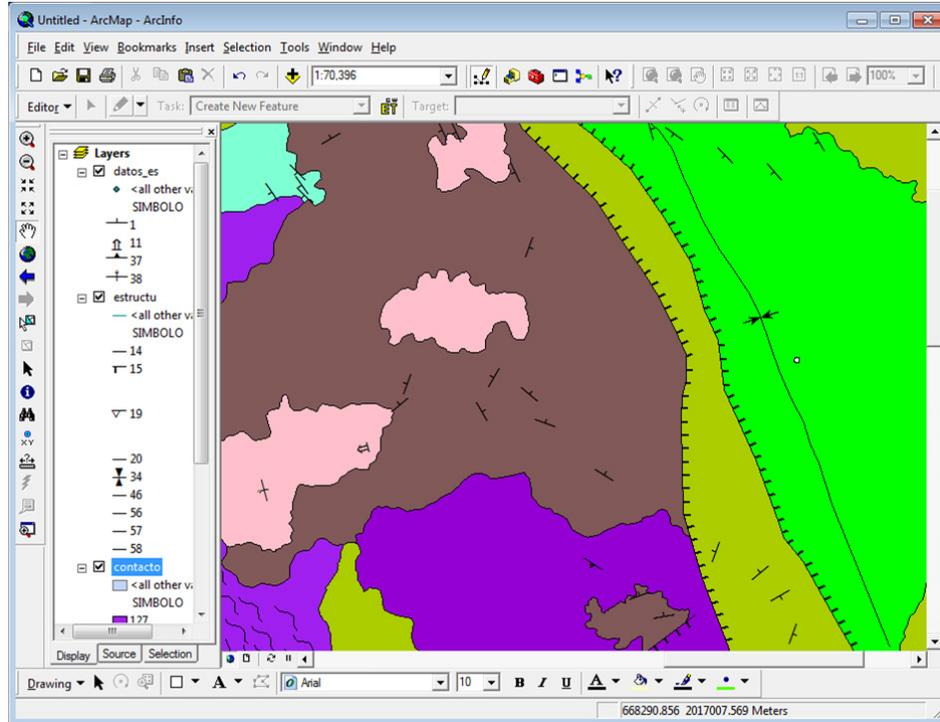 Untitled - ArcMap - ArcInfo
File Edit View Bookmarks Insert Selection Tools Window Help
1:70,396
100%
Editor Task: Create New Feature Target:
Layers
datos_es
<all other va
SIMBOLO
1
11
37
38
estructu
<all other va
SIMBOLO
14
15
19
20
34
46
56
57
58
contacto
<all other va
SIMBOLO
127
Display Source Selection
Drawing A Arial 10 B I U A
668290.856 2017007.569 Meters